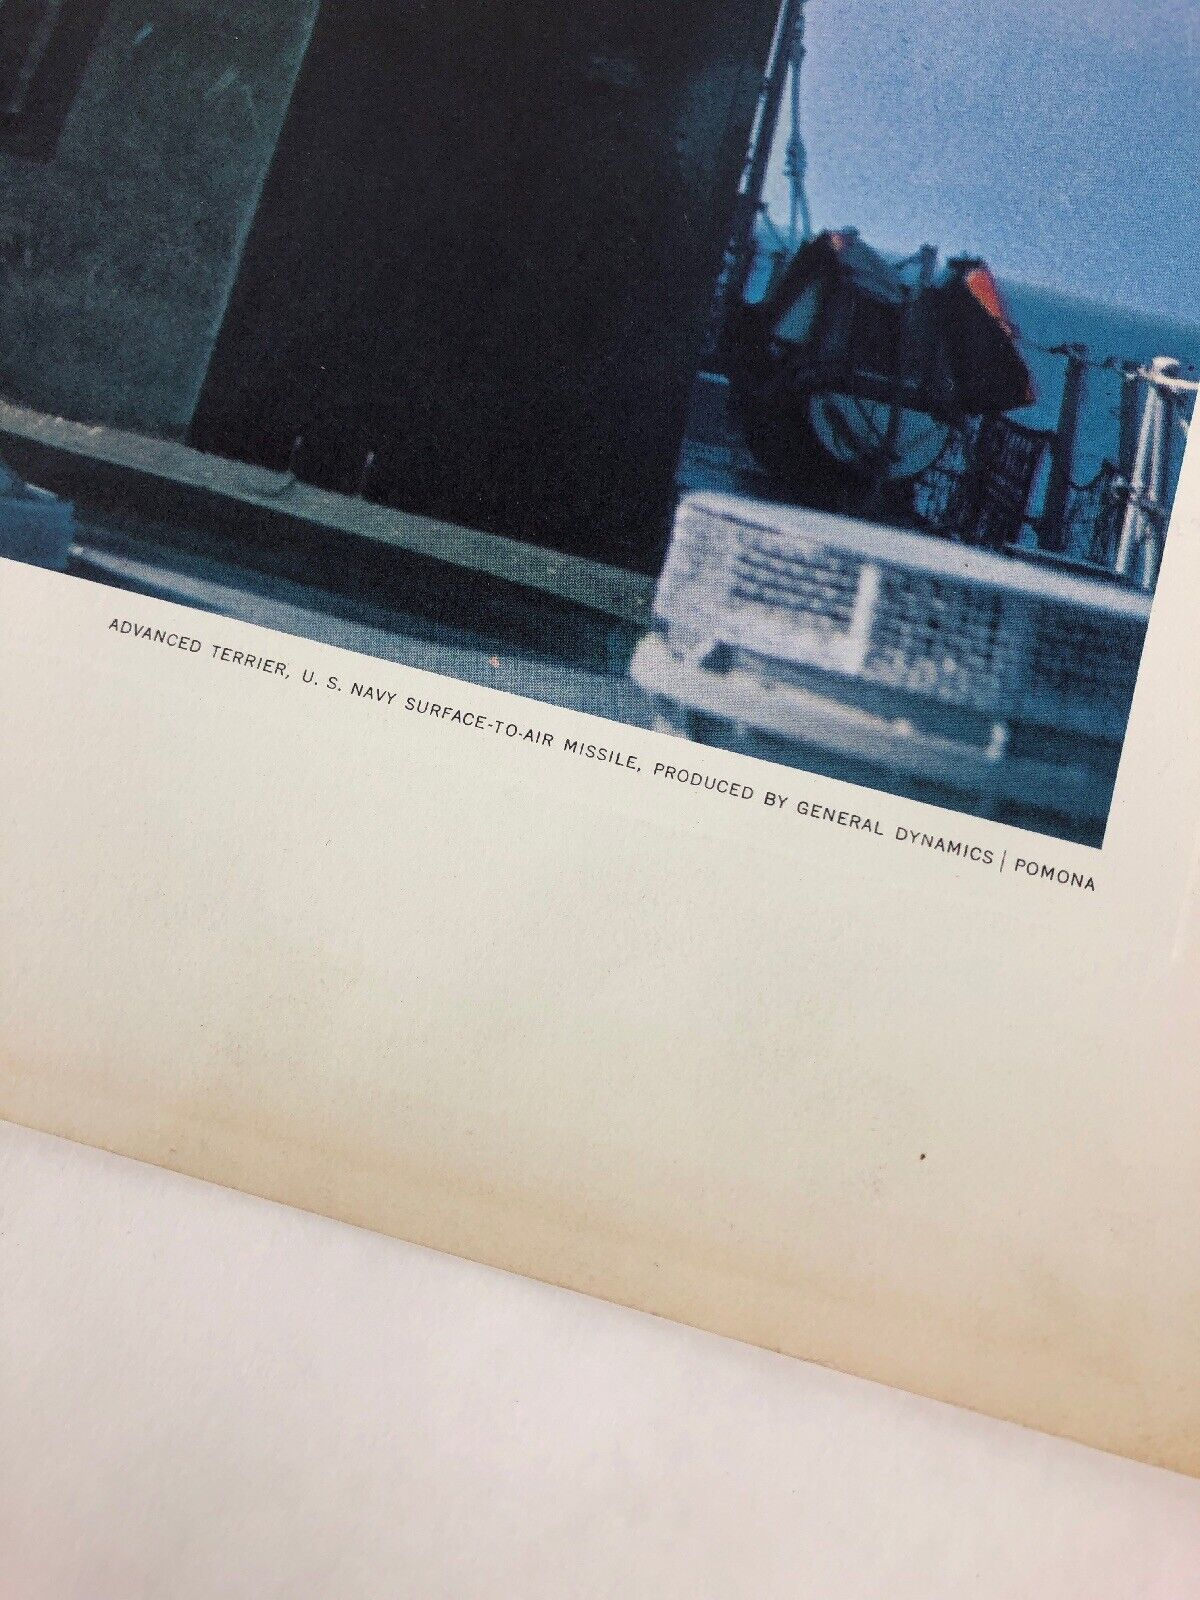 ADVANCED TERRIER, U. S. NAVY SURFACE-TO-AIR MISSILE, PRODUCED BY GENERAL DYNAMICS | POMONA